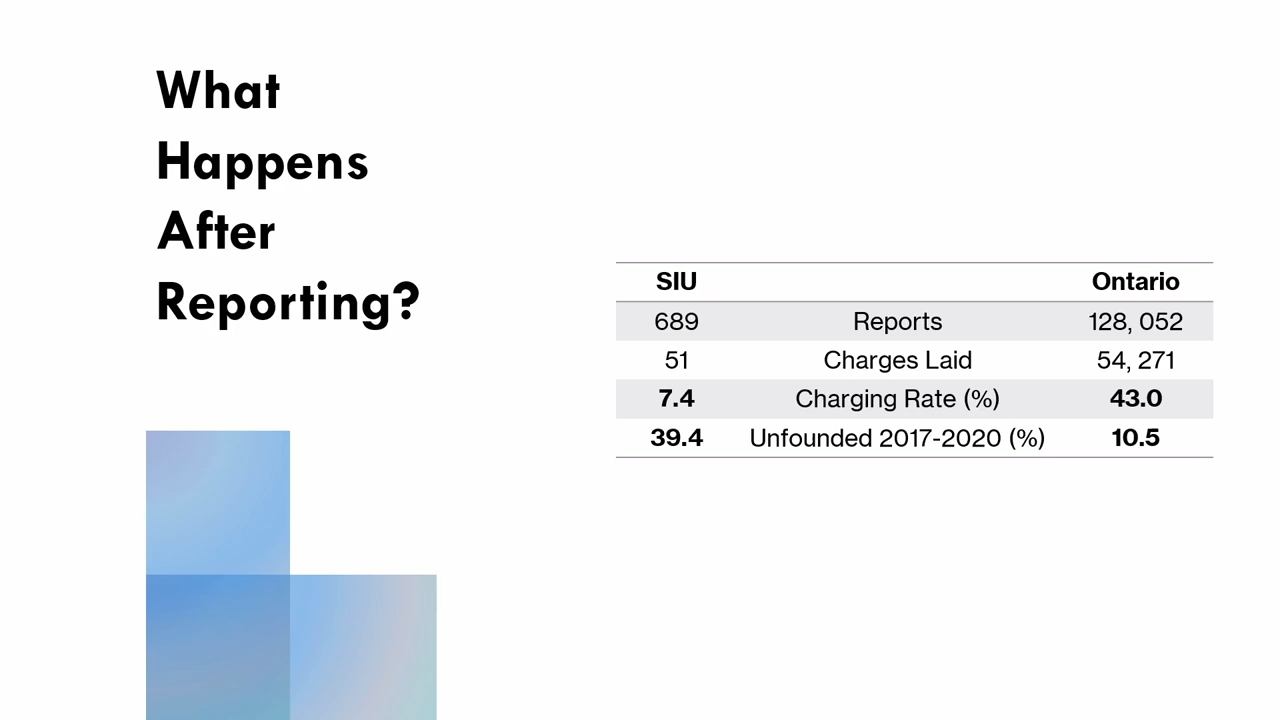 What
Happens
After
Reporting?
SIU Ontario
689 Reports 128, 052
51 Charges Laid 54, 271
7.4 Charging Rate (%) 43.0
39.4 Unfounded 2017-2020 (%) 10.5